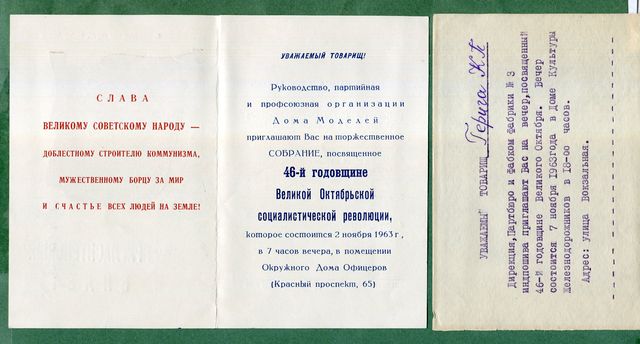 СЛАВА
ВЕЛИКОМУ СОВЕТСКОМУ НАРОДУ —
ДОБЛЕСТНОМУ СТРОИТЕЛЮ КОММУНИЗМА,
МУЖЕСТВЕННОМУ БОРЦУ ЗА МИР
И СЧАСТЬЕ ВСЕХ ЛЮДЕЙ НА ЗЕМЛЕ!
УВАЖАЕМЫЙ ТОВАРИЩ!
Руководство, партийная
и профсоюзная организации
Дома Моделей
приглашают Вас на торжественное
СОБРАНИЕ, посвященное
46-й годовщине
Великой Октябрьской
социалистической революции,
которое состоится 2 ноября 1963 г.,
в 7 часов вечера, в помещении
Окружного Дома Офицеров
(Красный проспект, 65)
УВАЖАЕМЫЙ ТОВАРИЩ Герига К П
Дирекция, Партбюро и Фабком фабрики № 3
индпошива приглашают Вас на вечер, посвященный
46-й годовщине Великого Октября. Вечер
состоится 7 ноября 1963года в Доме Культуры
Железнодорожников в 18-00 часов.
Адрес: улица Вокзальная.